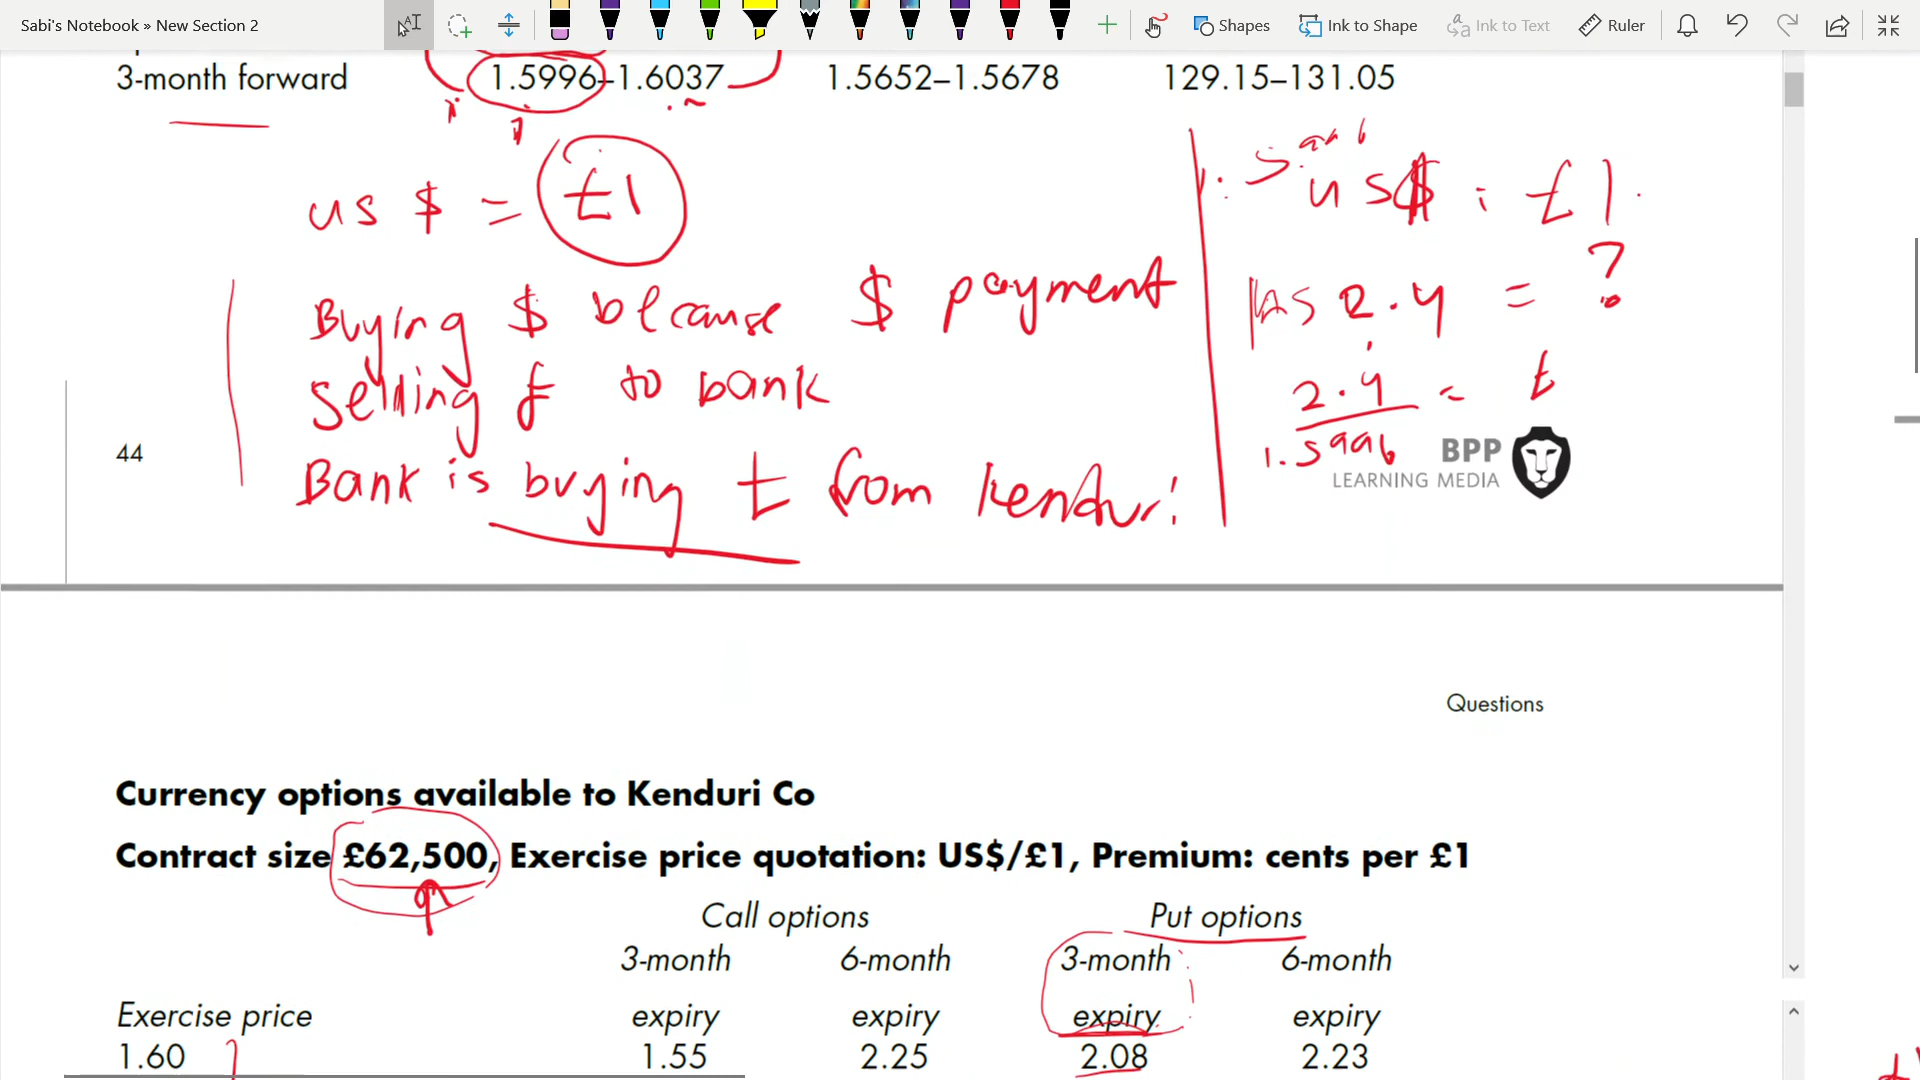 Sabi's Notebook » New Section 2
Shapes
Ink to Shape
Ink to Text
Ruler
3-month forward 1.5996–1.6037 1.5652–1.5678 129.15–131.05
us $ = £1
Buying $ because $ payment
Selling £ to bank
Bank is buying £ from Kenduri
US$ : £1
2.4 = ?
2.4 = £
1.5996
44
BPP
LEARNING MEDIA
Questions
Currency options available to Kenduri Co
Contract size £62,500, Exercise price quotation: US$/£1, Premium: cents per £1
Call options Put options
3-month 6-month 3-month 6-month
Exercise price expiry expiry expiry expiry
1.60 1.55 2.25 2.08 2.23